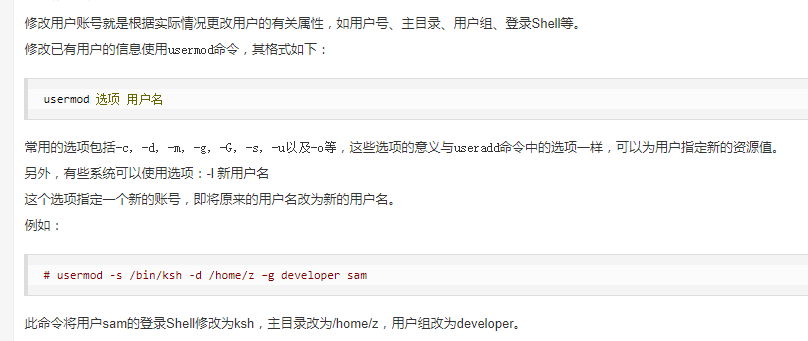 修改用户账号就是根据实际情况更改用户的有关属性，如用户号、主目录、用户组、登录Shell等。
修改已有用户的信息使用usermod命令，其格式如下：
usermod 选项 用户名
常用的选项包括-c, -d, -m, -g, -G, -s, -u以及-o等，这些选项的意义与useradd命令中的选项一样，可以为用户指定新的资源值。
另外，有些系统可以使用选项：-l 新用户名
这个选项指定一个新的账号，即将原来的用户名改为新的用户名。
例如：
# usermod -s /bin/ksh -d /home/z –g developer sam
此命令将用户sam的登录Shell修改为ksh，主目录改为/home/z，用户组改为developer。